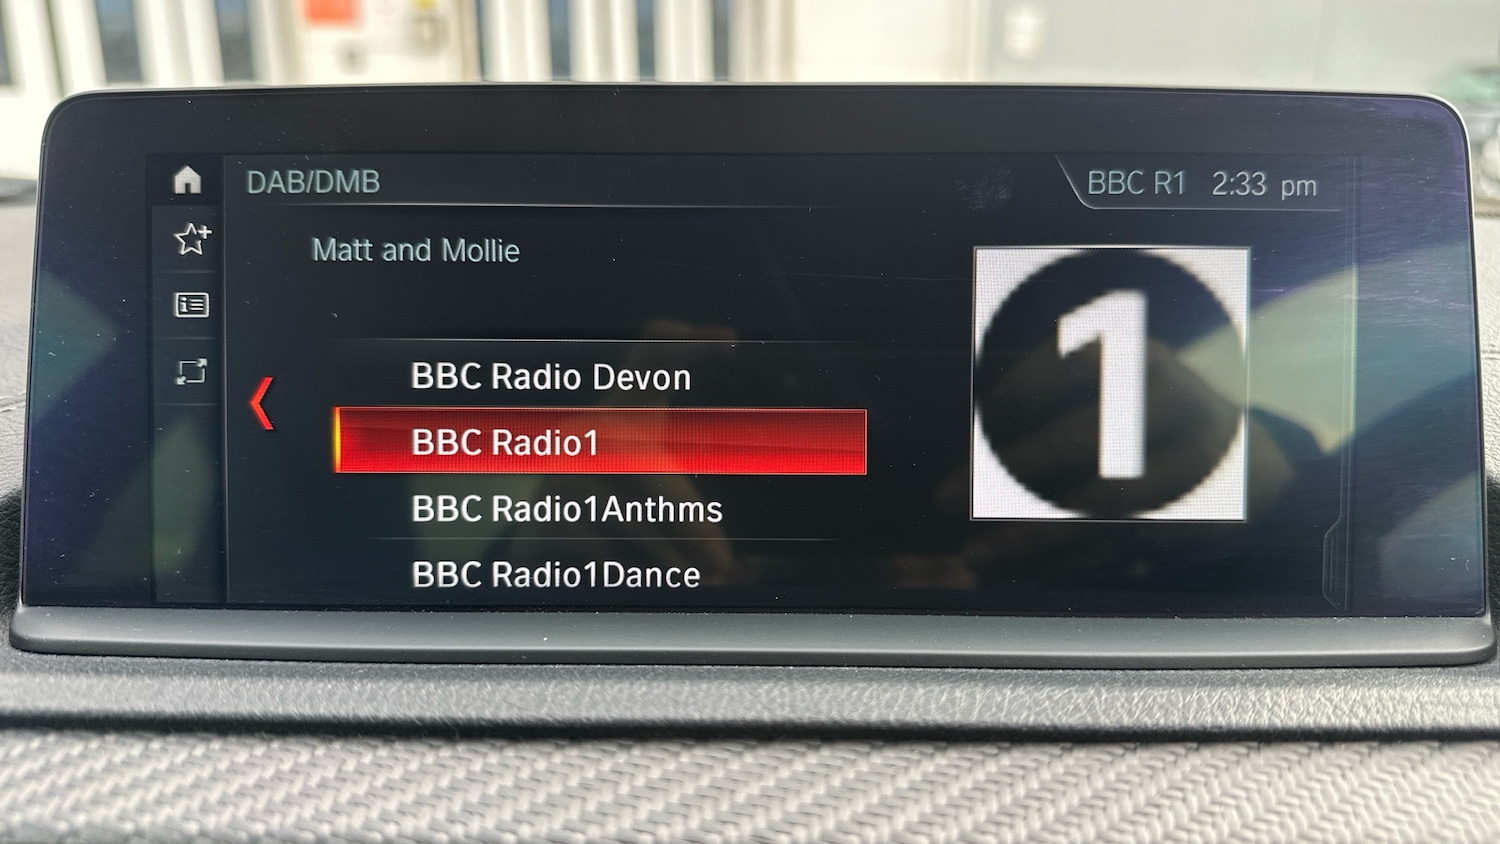 DAB/DMB
BBC R1 2:33 pm
Matt and Mollie
BBC Radio Devon
BBC Radio1
BBC Radio1Anthms
BBC Radio1Dance
1